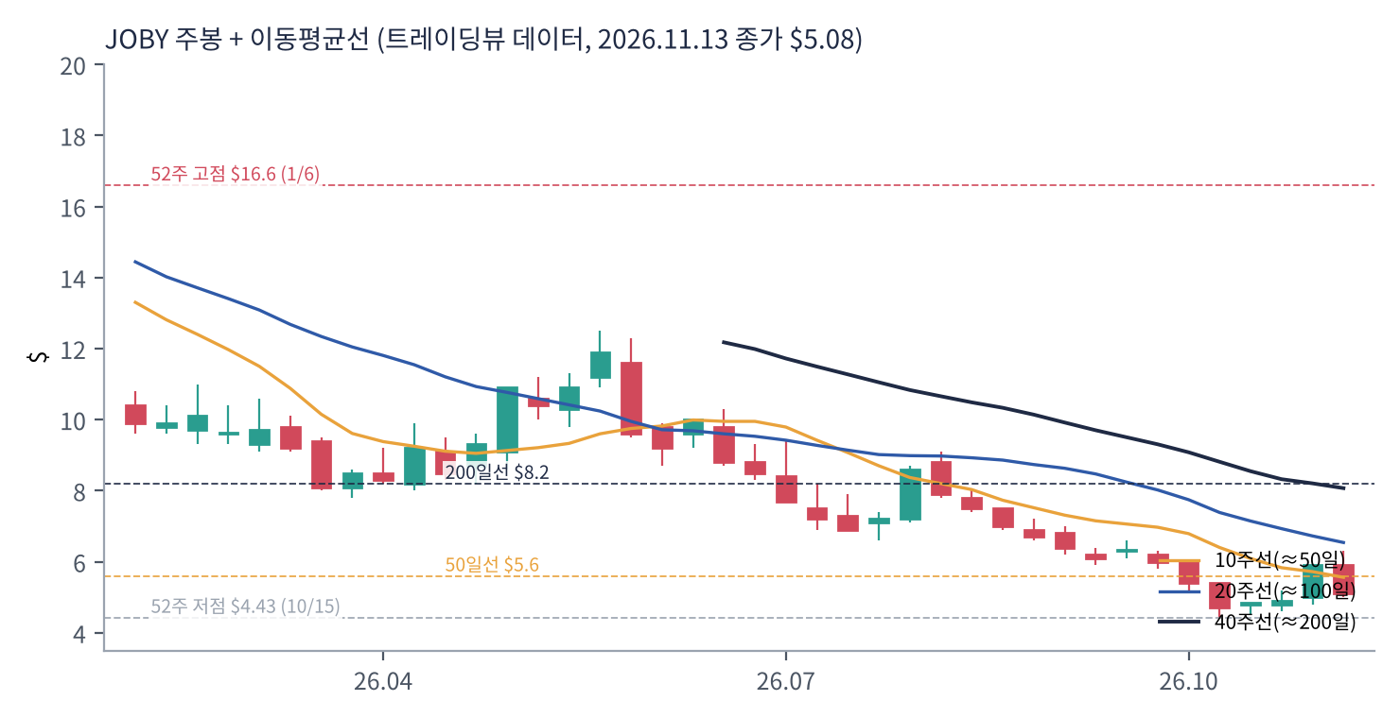 JOBY 주봉 + 이동평균선 (트레이딩뷰 데이터, 2026.11.13 종가 $5.08)
20
18
52주 고점 $16.6 (1/6)
16
14
$
12
10
200일선 $8.2
8
10주선(≈50일)
6
50일선 $5.6
20주선(≈100일)
52주 저점 $4.43 (10/15)
40주선(≈200일)
4
26.04
26.07
26.10